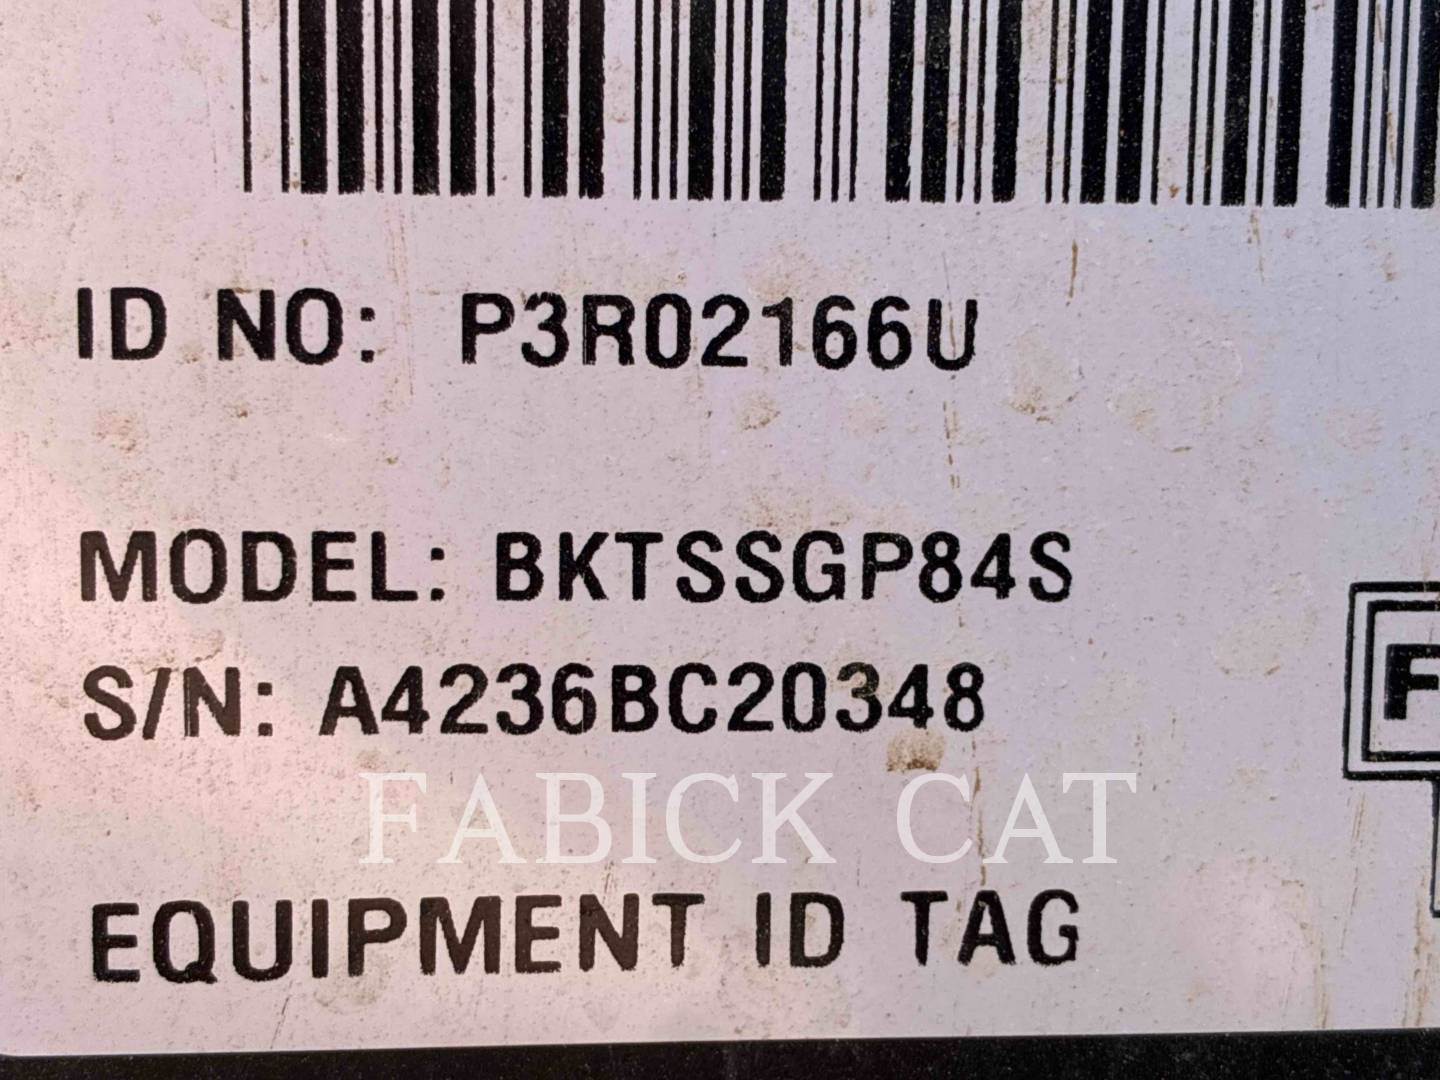 ID NO: P3R02166U
MODEL: BKTSSGP84S
S/N: A4236BC20348
FABICK CAT
EQUIPMENT ID TAG